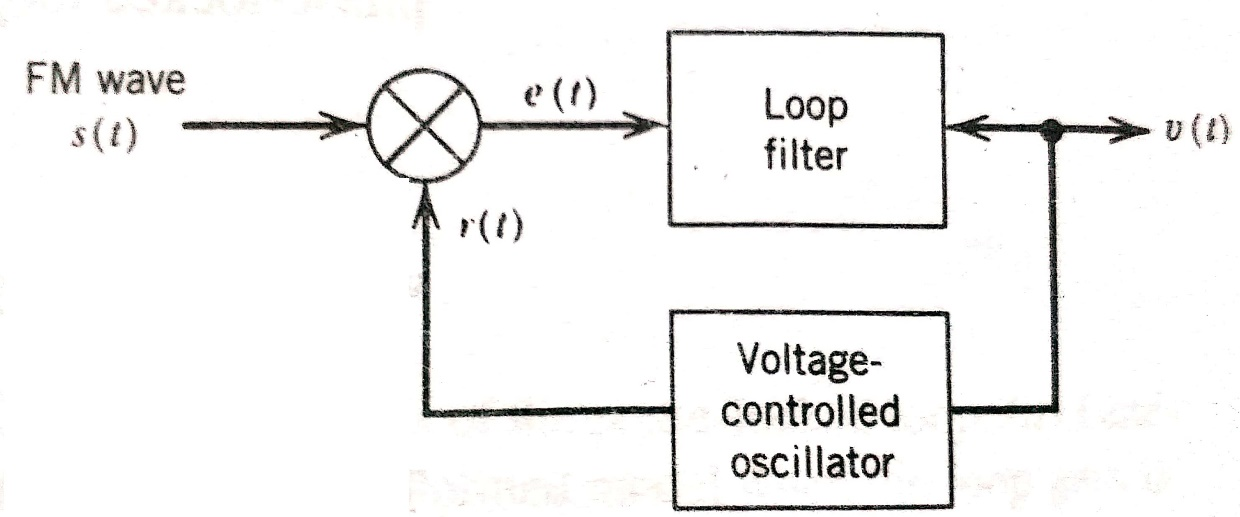 FM wave
s(t)
e(t)
Loop
filter
v(t)
r(t)
Voltage-
controlled
oscillator